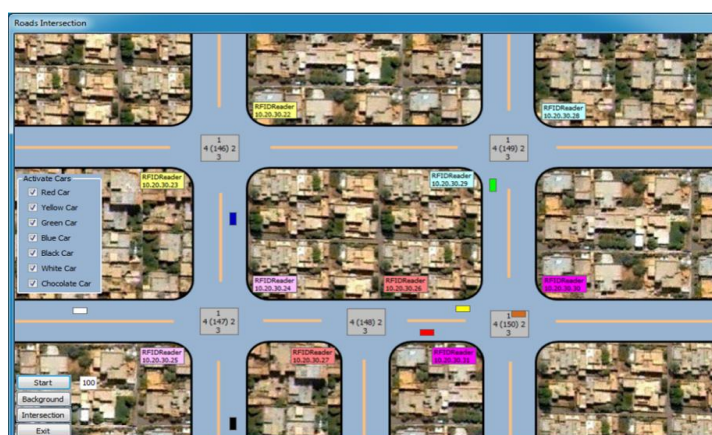 Roads Intersection
RFIDReader
10.20.30.22
RFIDReader
10.20.30.28
1
4 (146) 2
3
1
4 (149) 2
3
Activate Cars
Red Car
Yellow Car
Green Car
Blue Car
Black Car
White Car
Chocolate Car
RFIDReader
10.20.30.23
RFIDReader
10.20.30.29
RFIDReader
10.20.30.24
RFIDReader
10.20.30.26
RFIDReader
10.20.30.30
1
4 (147) 2
3
4 (148) 2
3
1
4 (150) 2
3
RFIDReader
10.20.30.25
RFIDReader
10.20.30.27
RFIDReader
10.20.30.31
Start
100
Background
Intersection
Exit